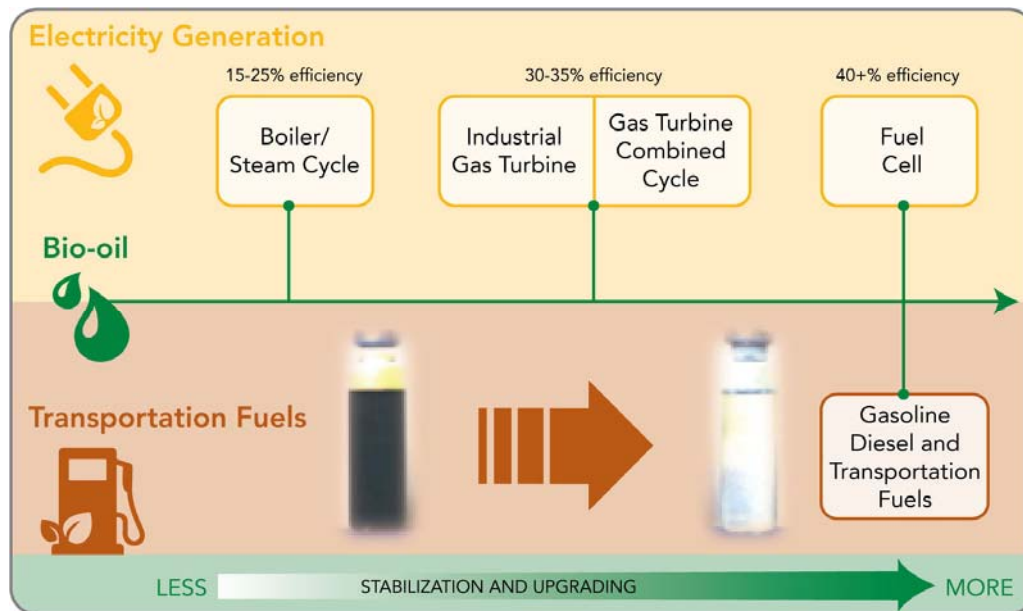 Electricity Generation
15-25% efficiency
30-35% efficiency
40+% efficiency
Boiler/
Steam Cycle
Industrial
Gas Turbine
Gas Turbine
Combined
Cycle
Fuel
Cell
Bio-oil
Transportation Fuels
Gasoline
Diesel and
Transportation
Fuels
LESS
STABILIZATION AND UPGRADING
MORE